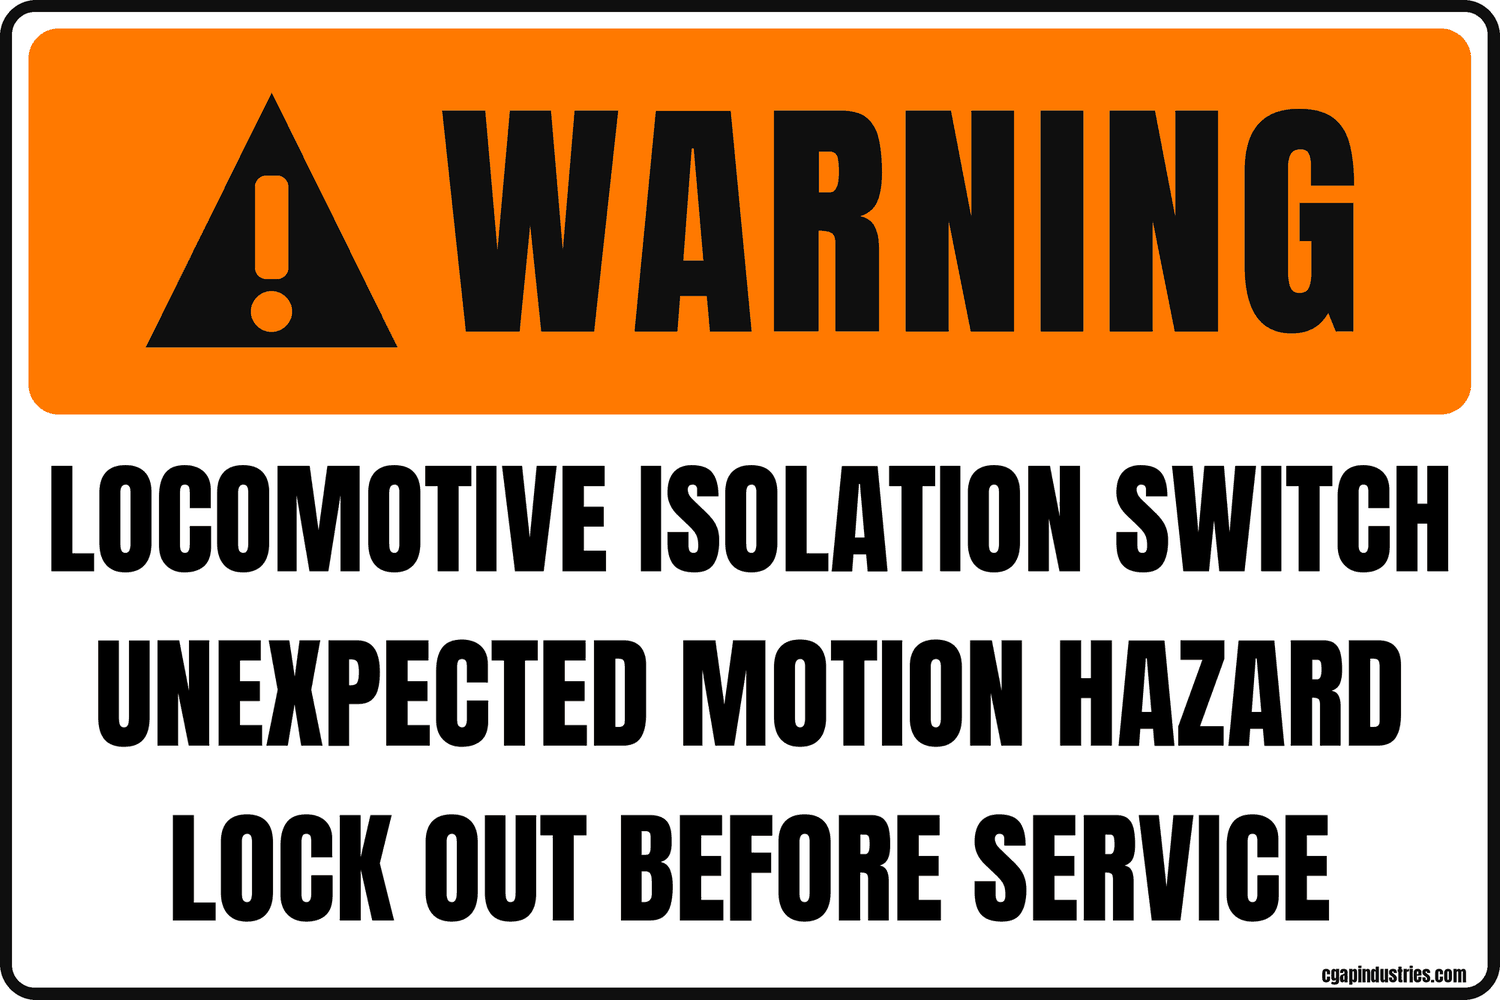 WARNING
LOCOMOTIVE ISOLATION SWITCH
UNEXPECTED MOTION HAZARD
LOCK OUT BEFORE SERVICE
cgapindustries.com